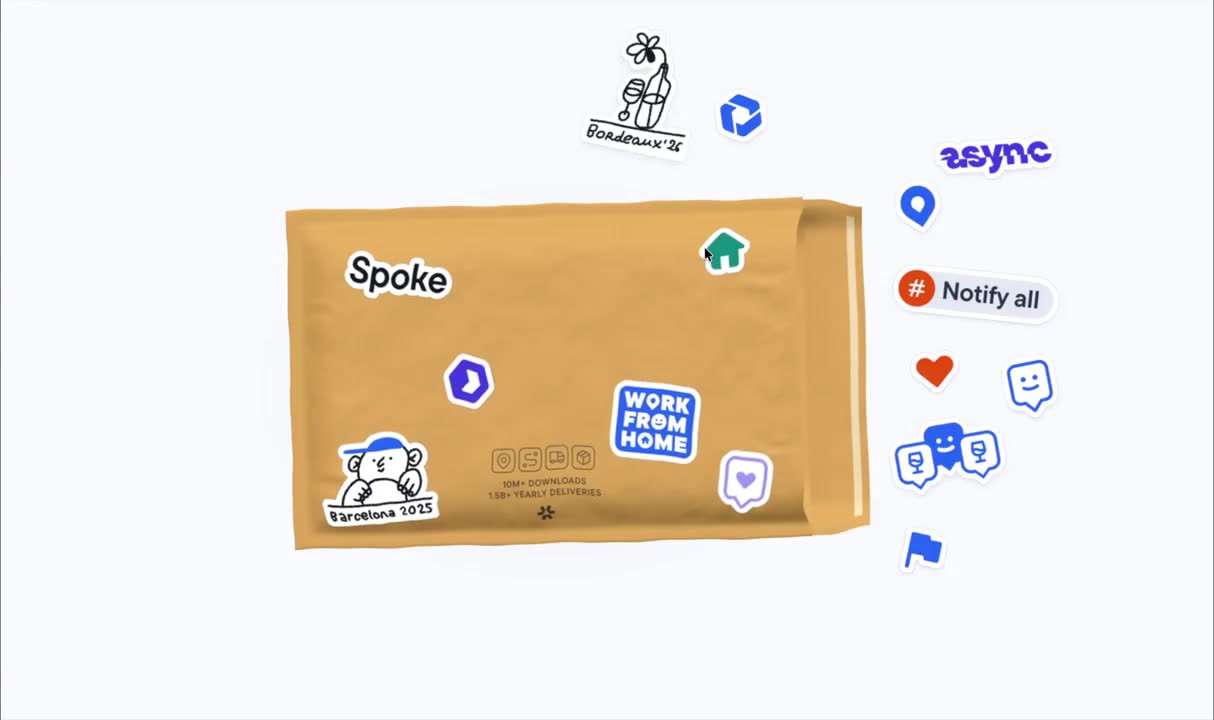 Bordeaux'26
async
Spoke
# Notify all
WORK
FROM
HOME
10M+ DOWNLOADS
1.5B+ YEARLY DELIVERIES
Barcelona 2025